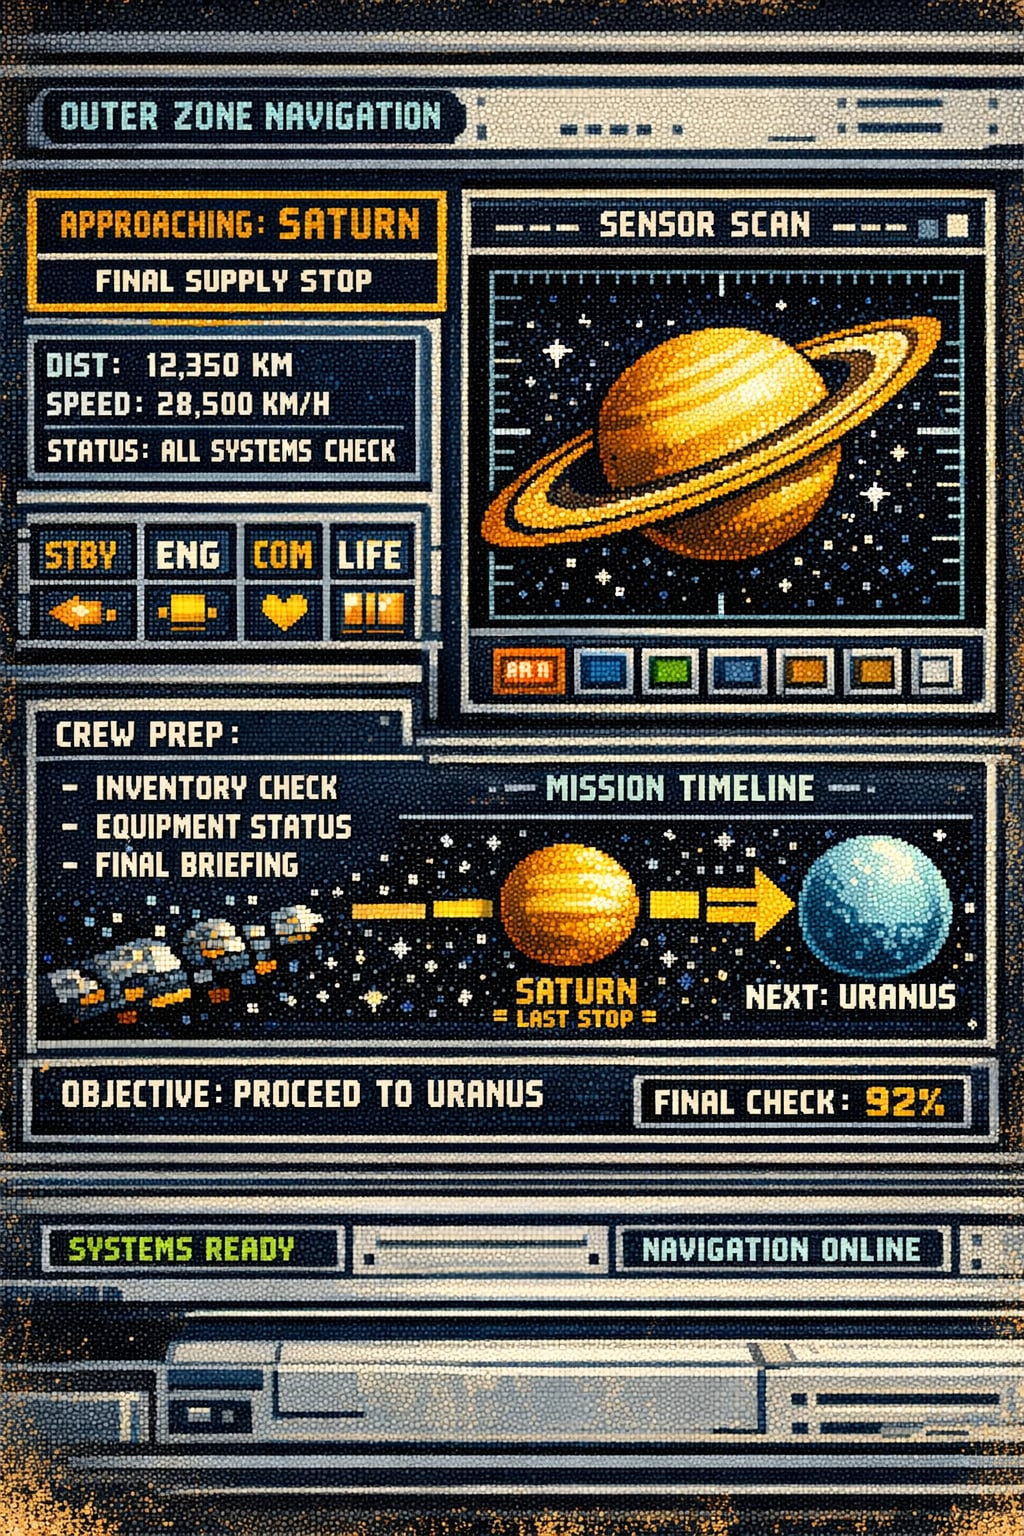 OUTER ZONE NAVIGATION
APPROACHING: SATURN
FINAL SUPPLY STOP
DIST: 12,350 KM
SPEED: 28,500 KM/H
STATUS: ALL SYSTEMS CHECK
STBY ENG COM LIFE
SENSOR SCAN
CREW PREP:
- INVENTORY CHECK
- EQUIPMENT STATUS
- FINAL BRIEFING
MISSION TIMELINE
SATURN
= LAST STOP =
NEXT: URANUS
OBJECTIVE: PROCEED TO URANUS
FINAL CHECK: 92%
SYSTEMS READY
NAVIGATION ONLINE